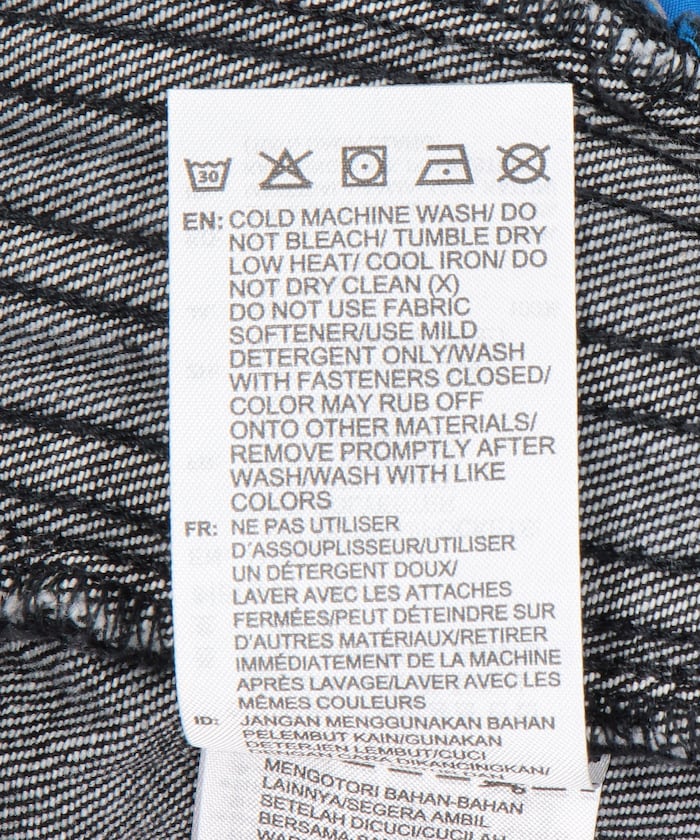 30
EN: COLD MACHINE WASH/ DO
NOT BLEACH/ TUMBLE DRY
LOW HEAT/ COOL IRON/ DO
NOT DRY CLEAN (X)
DO NOT USE FABRIC
SOFTENER/USE MILD
DETERGENT ONLY/WASH
WITH FASTENERS CLOSED/
COLOR MAY RUB OFF
ONTO OTHER MATERIALS/
REMOVE PROMPTLY AFTER
WASH/WASH WITH LIKE
COLORS
FR: NE PAS UTILISER
D'ASSOUPLISSEUR/UTILISER
UN DÉTERGENT DOUX/
LAVER AVEC LES ATTACHES
FERMÉES/PEUT DÉTEINDRE SUR
D'AUTRES MATÉRIAUX/RETIRER
IMMÉDIATEMENT DE LA MACHINE
APRÈS LAVAGE/LAVER AVEC LES
MÊMES COULEURS
ID: JANGAN MENGGUNAKAN BAHAN
PELEMBUT KAIN/GUNAKAN
DETERJEN LEMBUT/CUCI
DIKANCINGKAN/
MENGOTORI BAHAN-BAHAN
LAINNYA/SEGERA AMBIL
SETELAH DICUCI/CUCILAH
BERSAMA